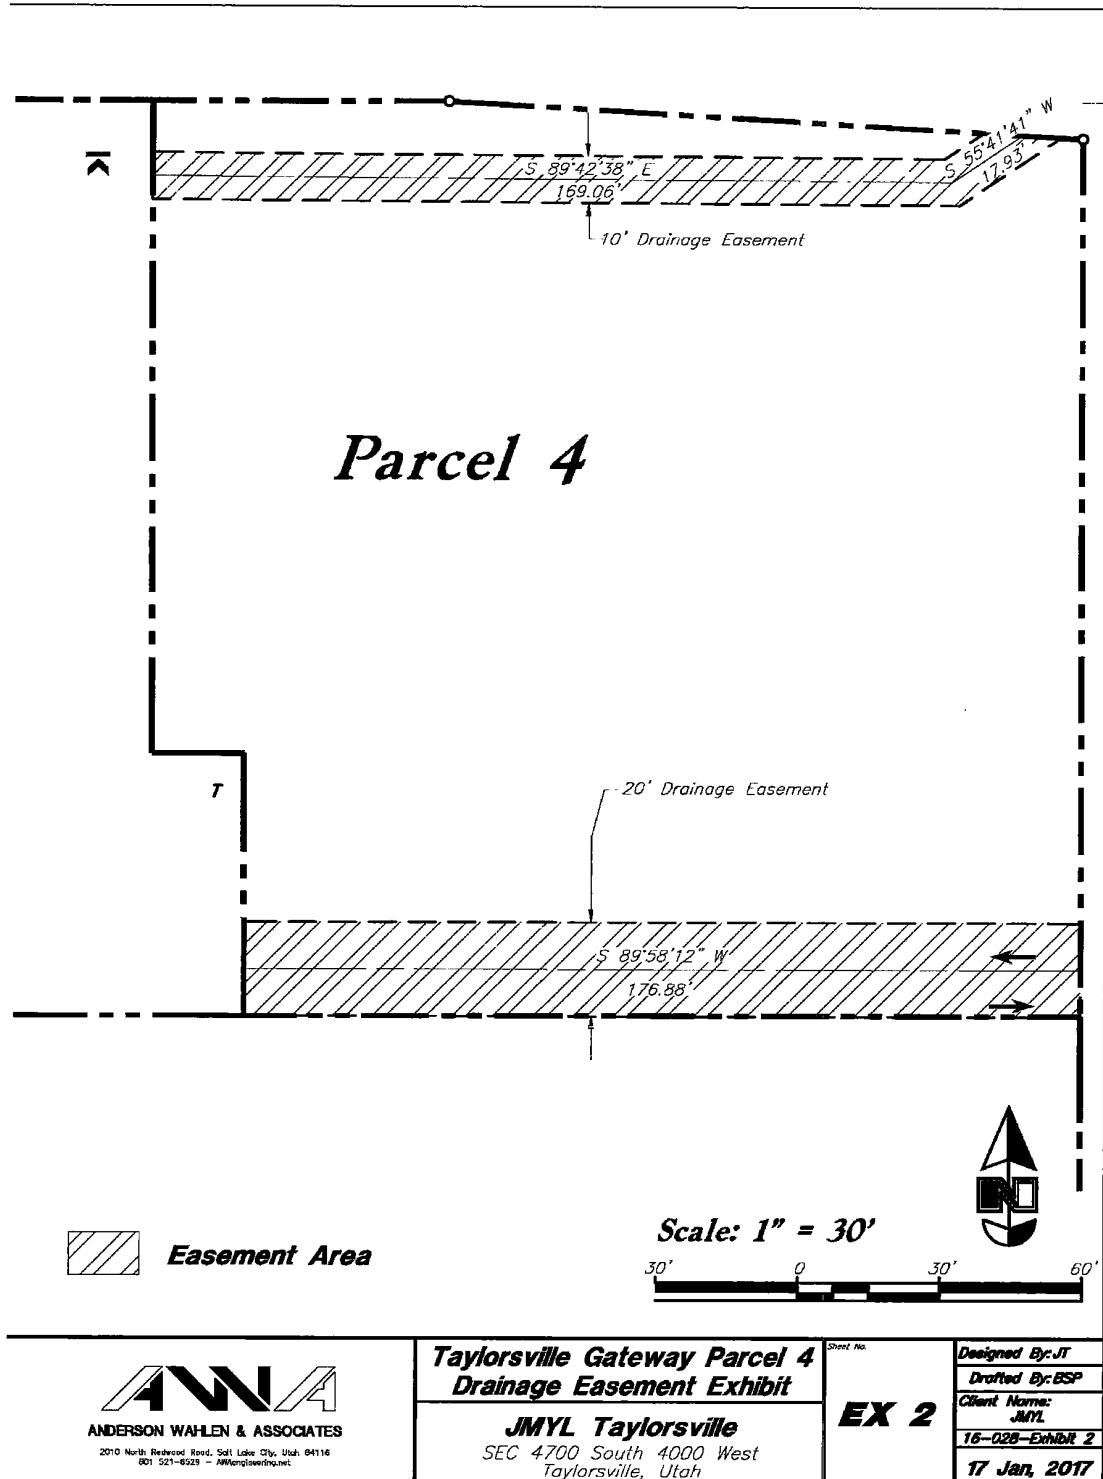 S 55°41'41" W
17.93'
S 89°42'38" E
169.06'
10' Drainage Easement
Parcel 4
T
20' Drainage Easement
S 89°58'12" W
176.88'
Easement Area
Scale: 1" = 30'
30' 0 30' 60'
AWA
ANDERSON WAHLEN & ASSOCIATES
2010 North Redwood Road, Salt Lake City, Utah 84116
801 521-8529 - AWAengineering.net
Taylorsville Gateway Parcel 4
Drainage Easement Exhibit
JMYL Taylorsville
SEC 4700 South 4000 West
Taylorsville, Utah
Sheet No.
EX 2
Designed By: JT
Drafted By: BSP
Client Name:
JMYL
16-028-Exhibit 2
17 Jan, 2017